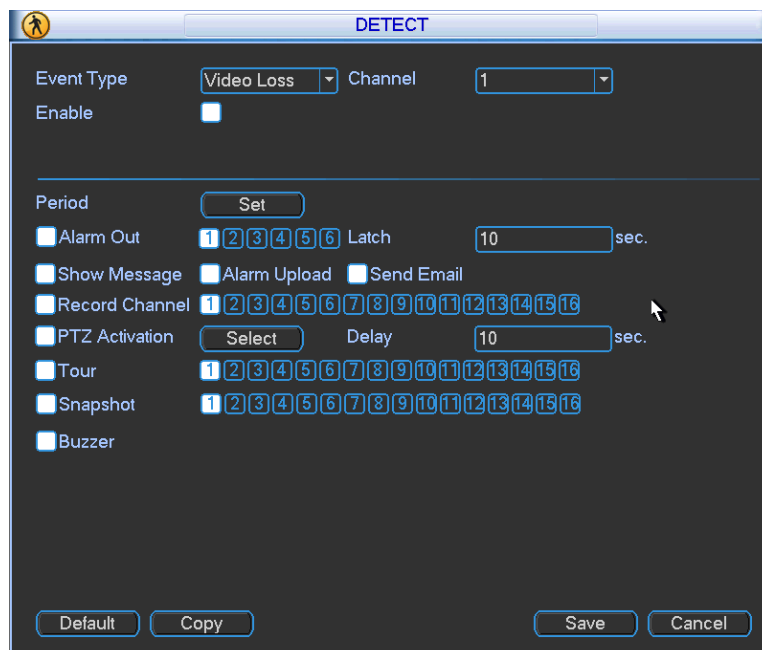 DETECT
Event Type Video Loss Channel 1
Enable
Period Set
Alarm Out 1 2 3 4 5 6 Latch 10 sec.
Show Message Alarm Upload Send Email
Record Channel 1 2 3 4 5 6 7 8 9 10 11 12 13 14 15 16
PTZ Activation Select Delay 10 sec.
Tour 1 2 3 4 5 6 7 8 9 10 11 12 13 14 15 16
Snapshot 1 2 3 4 5 6 7 8 9 10 11 12 13 14 15 16
Buzzer
Default Copy Save Cancel